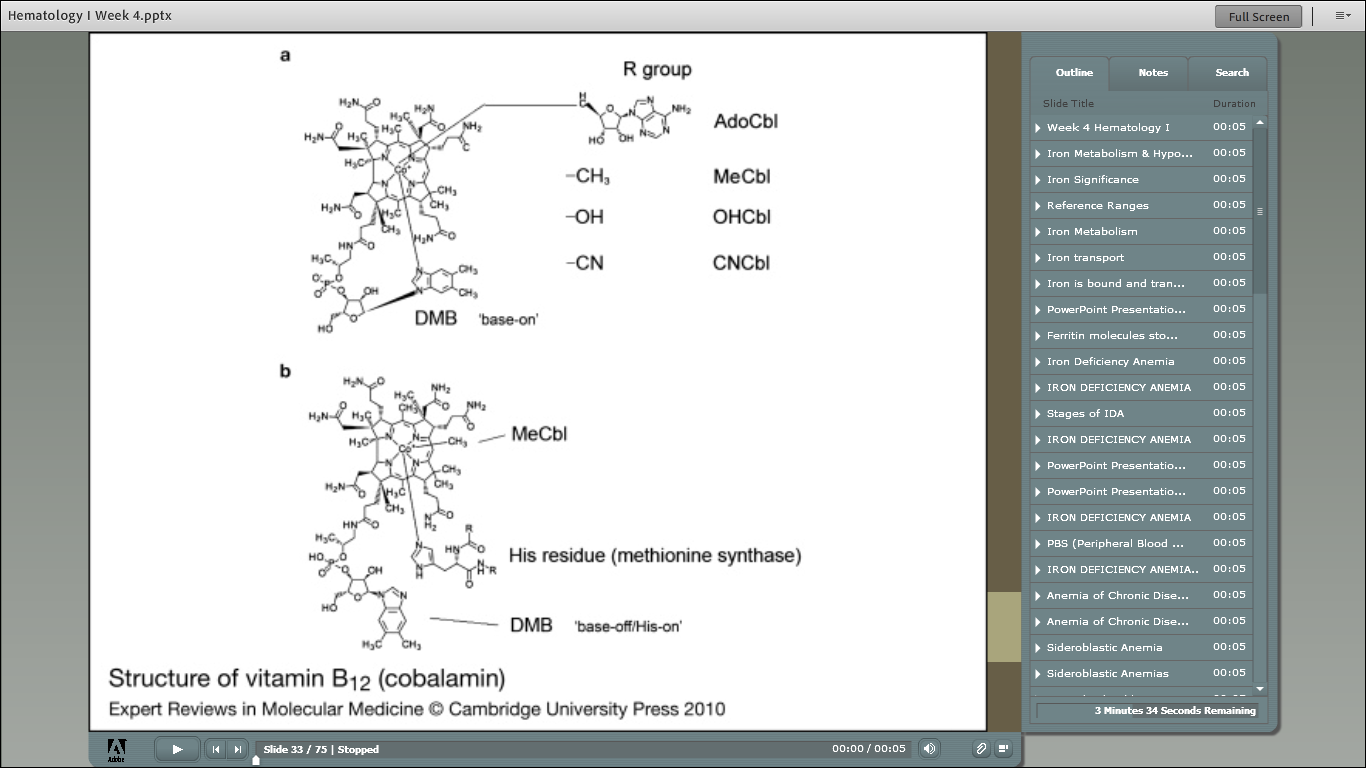 Hematology I Week 4.pptx
Full Screen
a
R group
AdoCbl
–CH3 MeCbl
–OH OHCbl
–CN CNCbl
DMB 'base-on'
b
MeCbl
His residue (methionine synthase)
DMB 'base-off/His-on'
Structure of vitamin B12 (cobalamin)
Expert Reviews in Molecular Medicine © Cambridge University Press 2010
Outline Notes Search
Slide Title Duration
Week 4 Hematology I 00:05
Iron Metabolism & Hypo... 00:05
Iron Significance 00:05
Reference Ranges 00:05
Iron Metabolism 00:05
Iron transport 00:05
Iron is bound and tran... 00:05
PowerPoint Presentatio... 00:05
Ferritin molecules sto... 00:05
Iron Deficiency Anemia 00:05
IRON DEFICIENCY ANEMIA 00:05
Stages of IDA 00:05
IRON DEFICIENCY ANEMIA 00:05
PowerPoint Presentatio... 00:05
PowerPoint Presentatio... 00:05
IRON DEFICIENCY ANEMIA 00:05
PBS (Peripheral Blood ... 00:05
IRON DEFICIENCY ANEMIA.. 00:05
Anemia of Chronic Dise... 00:05
Anemia of Chronic Dise... 00:05
Sideroblastic Anemia 00:05
Sideroblastic Anemias 00:05
3 Minutes 34 Seconds Remaining
Adobe
Slide 33 / 75 | Stopped
00:00 / 00:05